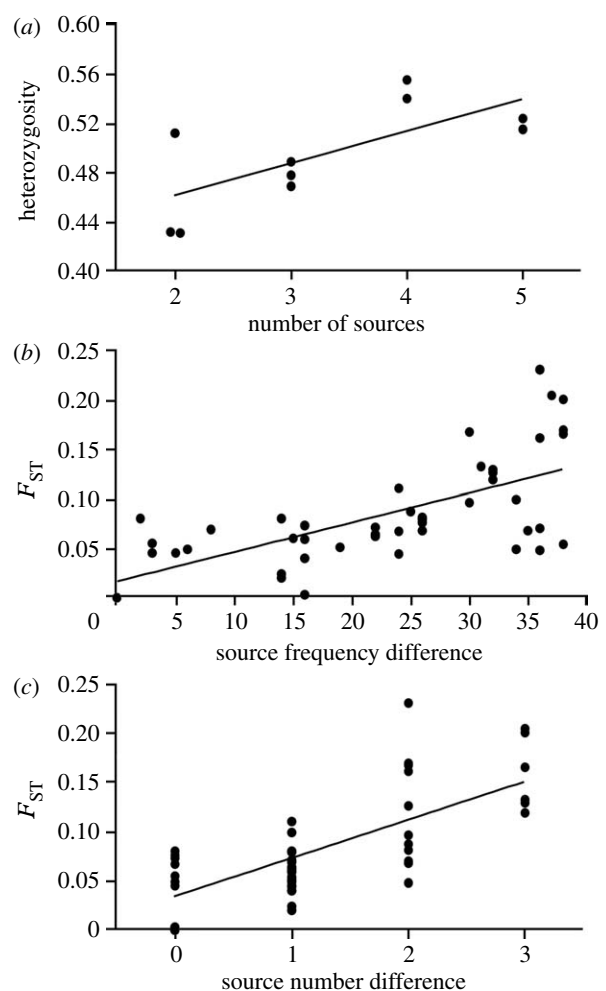 (a)
0.60
0.56
0.52
0.48
0.44
0.40
heterozygosity
2 3 4 5
number of sources
(b)
0.25
0.20
0.15
0.10
0.05
F_ST
0 5 10 15 20 25 30 35 40
source frequency difference
(c)
0.25
0.20
0.15
0.10
0.05
0
F_ST
0 1 2 3
source number difference